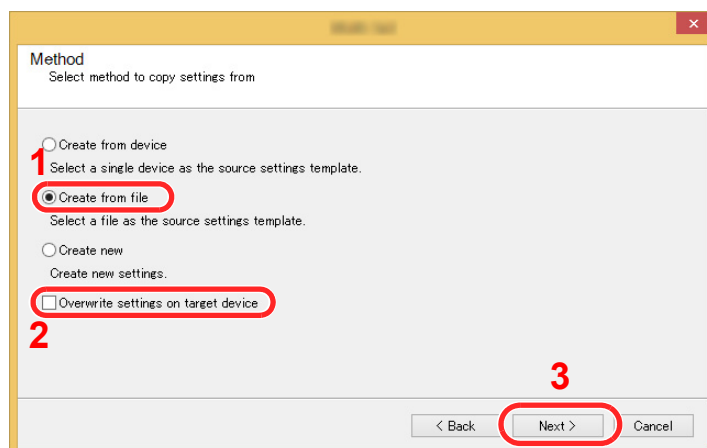 Method
Select method to copy settings from
Create from device
1
Select a single device as the source settings template.
Create from file
Select a file as the source settings template.
Create new
Create new settings.
Overwrite settings on target device
2
3
< Back
Next >
Cancel